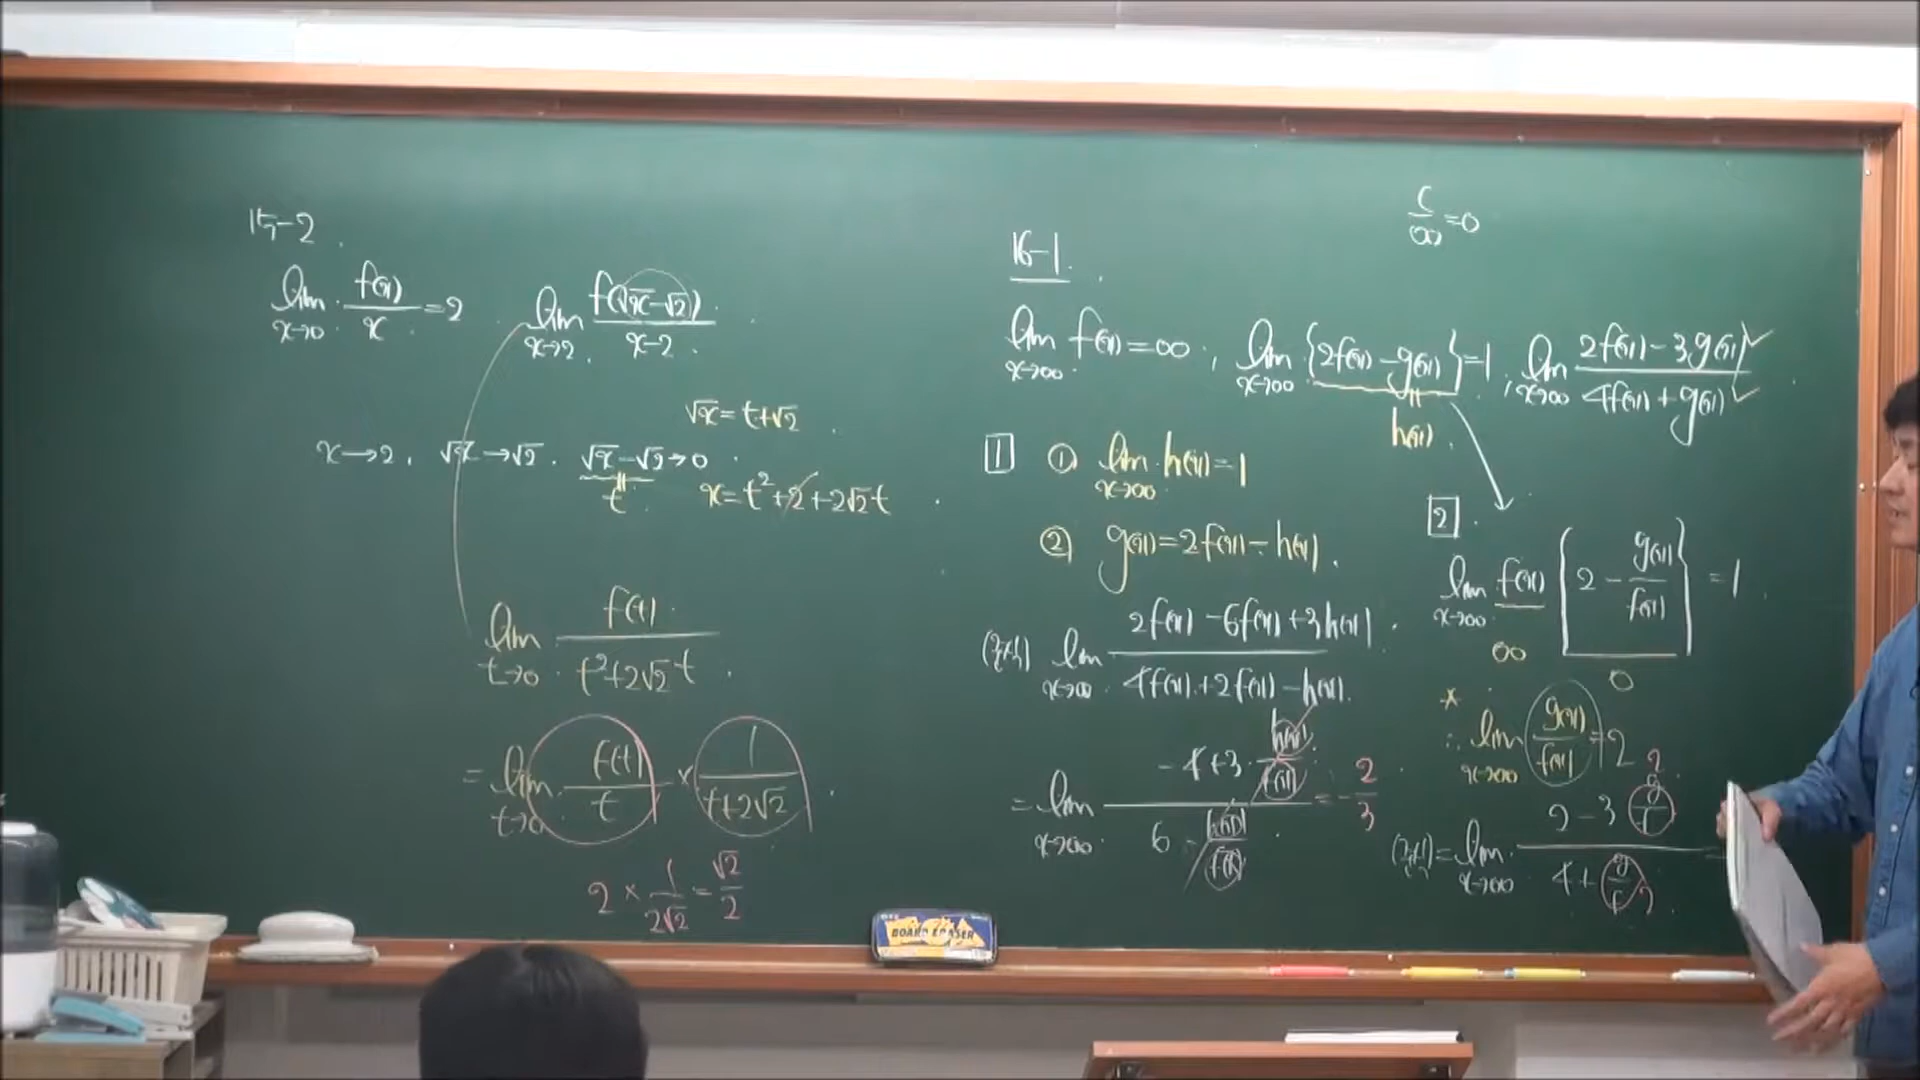 15-2
lim x→0 f(x)/x = 2
lim x→2 f(√x-√2)/x-2
√x = t+√2
x→2, √x→√2. √x-√2→0
t
x = t²+2+2√2t
lim t→0 f(t)/t²+2√2t
= lim t→0 f(t)/t × 1/t+2√2
2 × 1/2√2 = √2/2
16-1.
c/∞ = 0
lim x→∞ f(x) = ∞, lim x→∞ {2f(x)-g(x)} = 1, lim x→∞ 2f(x)-3g(x)/4f(x)+g(x)
h(x)
1 ① lim x→∞ h(x) = 1
② g(x) = 2f(x) - h(x).
(준식) lim x→∞ 2f(x)-6f(x)+3h(x)/4f(x)+2f(x)-h(x)
= lim x→∞ -4+3·h(x)/f(x) / 6-h(x)/f(x) = -2/3
2
lim x→∞ f(x) {2 - g(x)/f(x)} = 1
∞ 0
* ∴ lim x→∞ g(x)/f(x) = 2
(준식) = lim x→∞ 2-3 g/f / 4+g/f =
2
2
BOARD ERASER